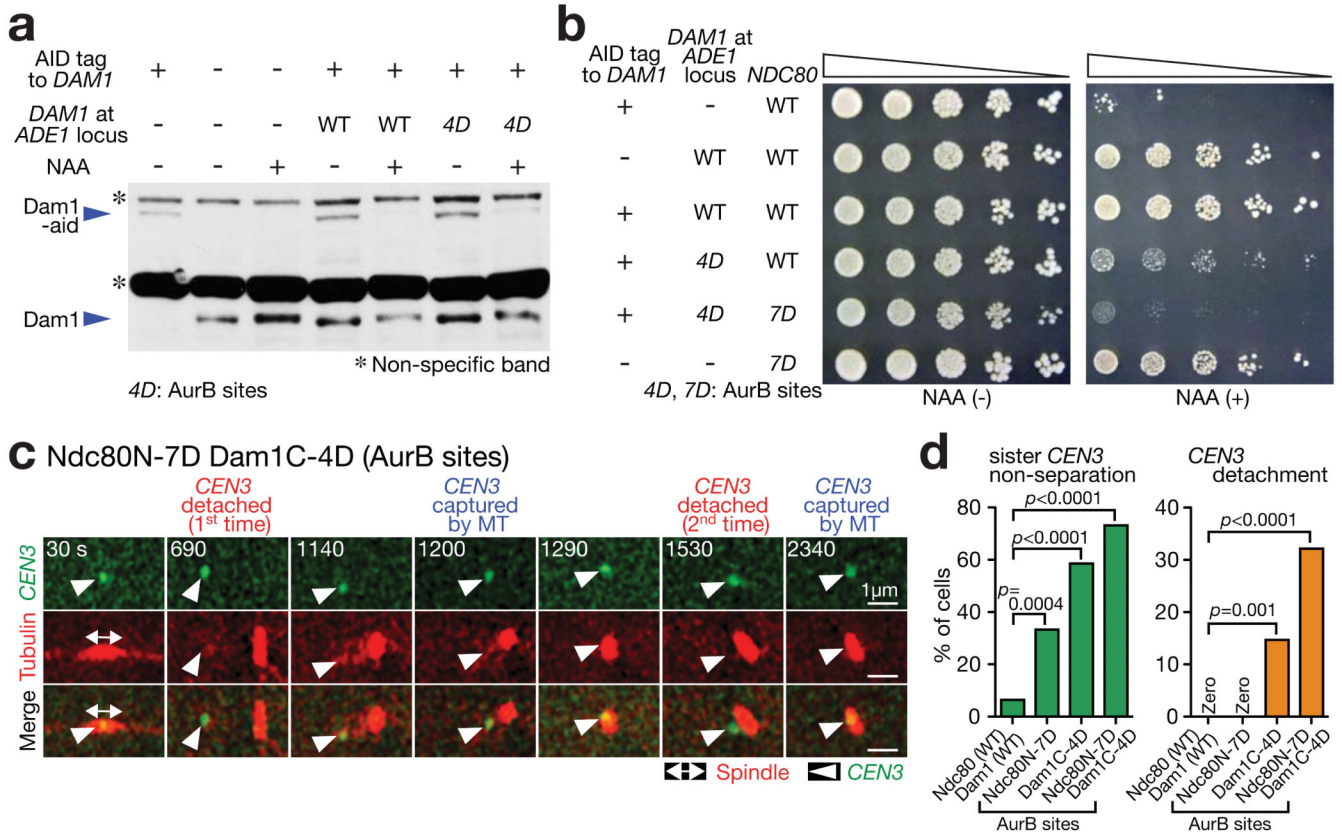 a
AID tag to DAM1 + - - + + + +
DAM1 at ADE1 locus - - - WT WT 4D 4D
NAA - - + - + - +
*
Dam1 -aid
*
Dam1
* Non-specific band
4D: AurB sites
b
AID tag to DAM1 DAM1 at ADE1 locus NDC80
+ - WT
- WT WT
+ WT WT
+ 4D WT
+ 4D 7D
- - 7D
4D, 7D: AurB sites
NAA (-) NAA (+)
c Ndc80N-7D Dam1C-4D (AurB sites)
CEN3 detached (1st time)
CEN3 captured by MT
CEN3 detached (2nd time)
CEN3 captured by MT
CEN3
30 s 690 1140 1200 1290 1530 2340
1µm
Tubulin
Merge
Spindle CEN3
d
sister CEN3 non-separation
% of cells
80
60
40
20
0
p<0.0001
p<0.0001
p= 0.0004
Ndc80 (WT) Dam1 (WT)
Ndc80N-7D
Dam1C-4D
Ndc80N-7D Dam1C-4D
AurB sites
CEN3 detachment
40
30
20
10
0
p<0.0001
p=0.001
Zero
Zero
Ndc80 (WT) Dam1 (WT)
Ndc80N-7D
Dam1C-4D
Ndc80N-7D Dam1C-4D
AurB sites